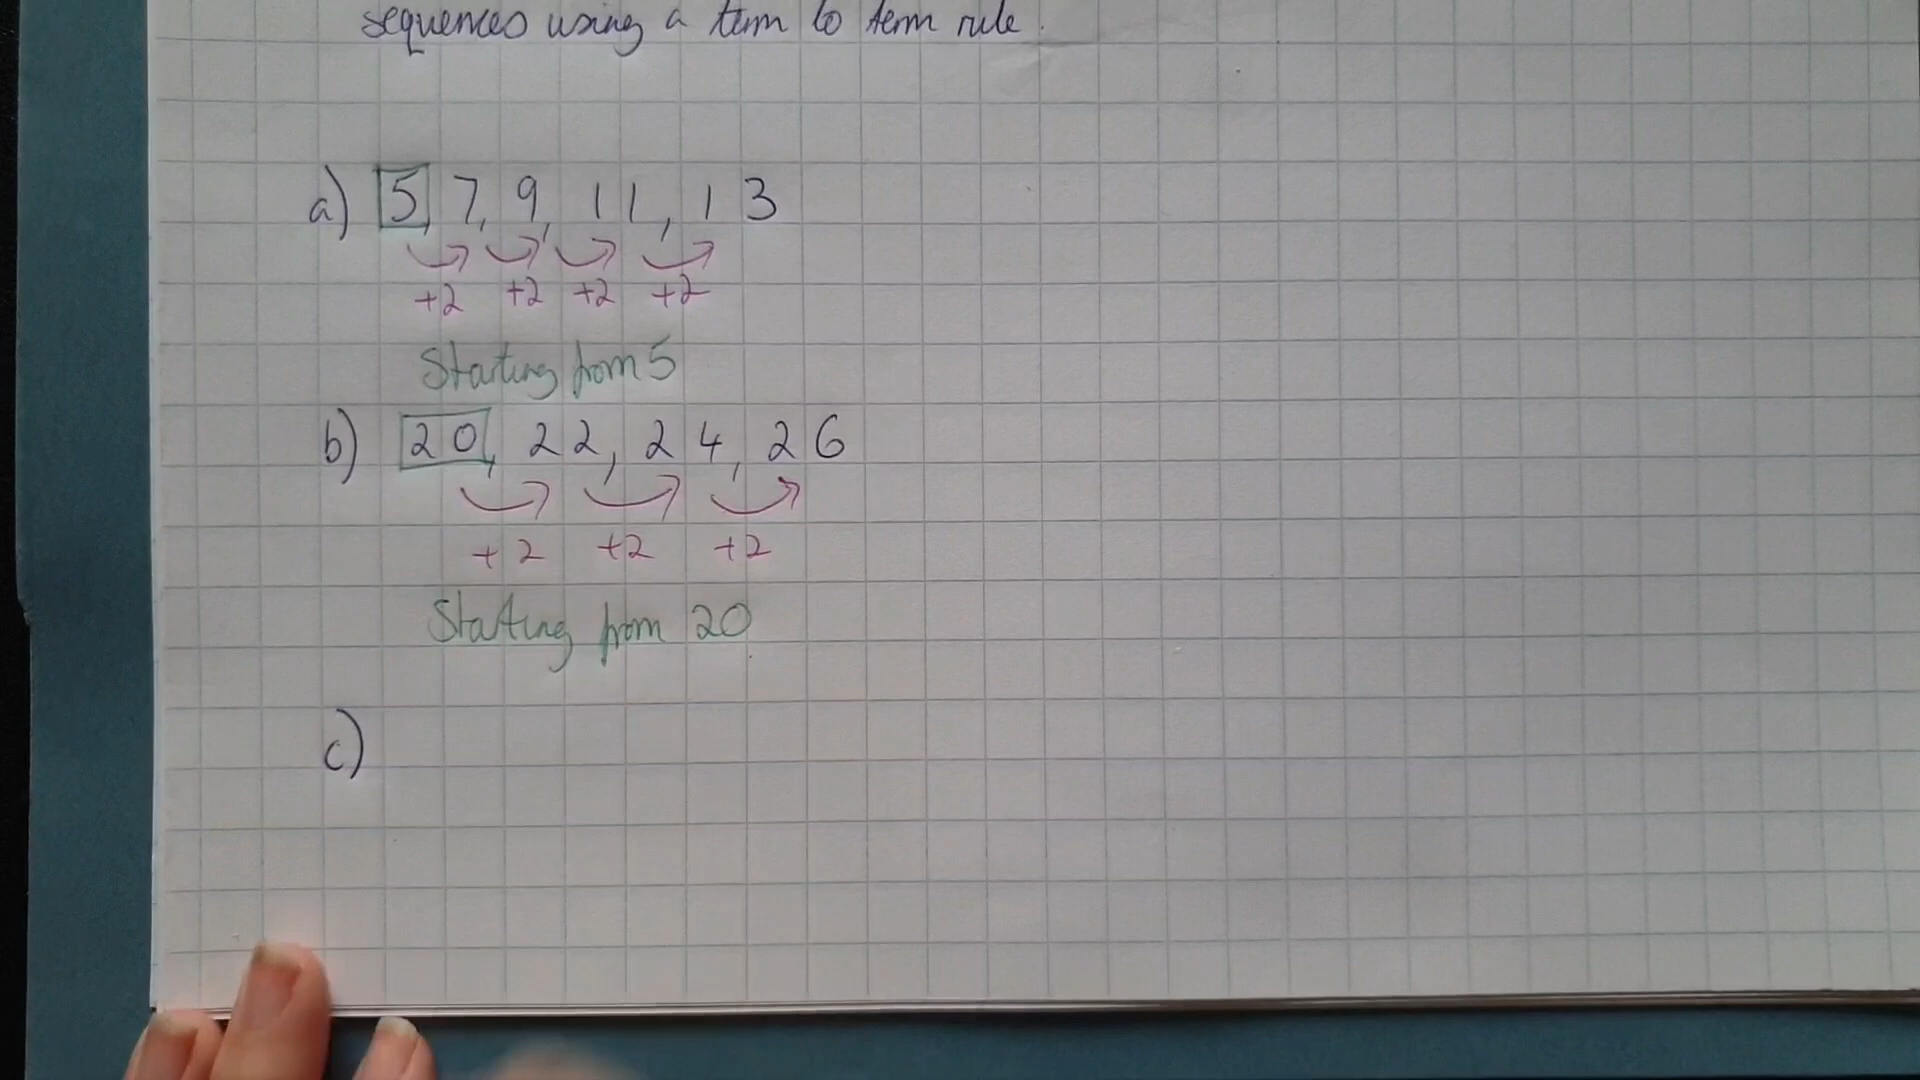 sequences using a term to term rule.
a) 5, 7, 9, 11, 13
+2 +2 +2 +2
Starting from 5
b) 20, 22, 24, 26
+2 +2 +2
Starting from 20
c)